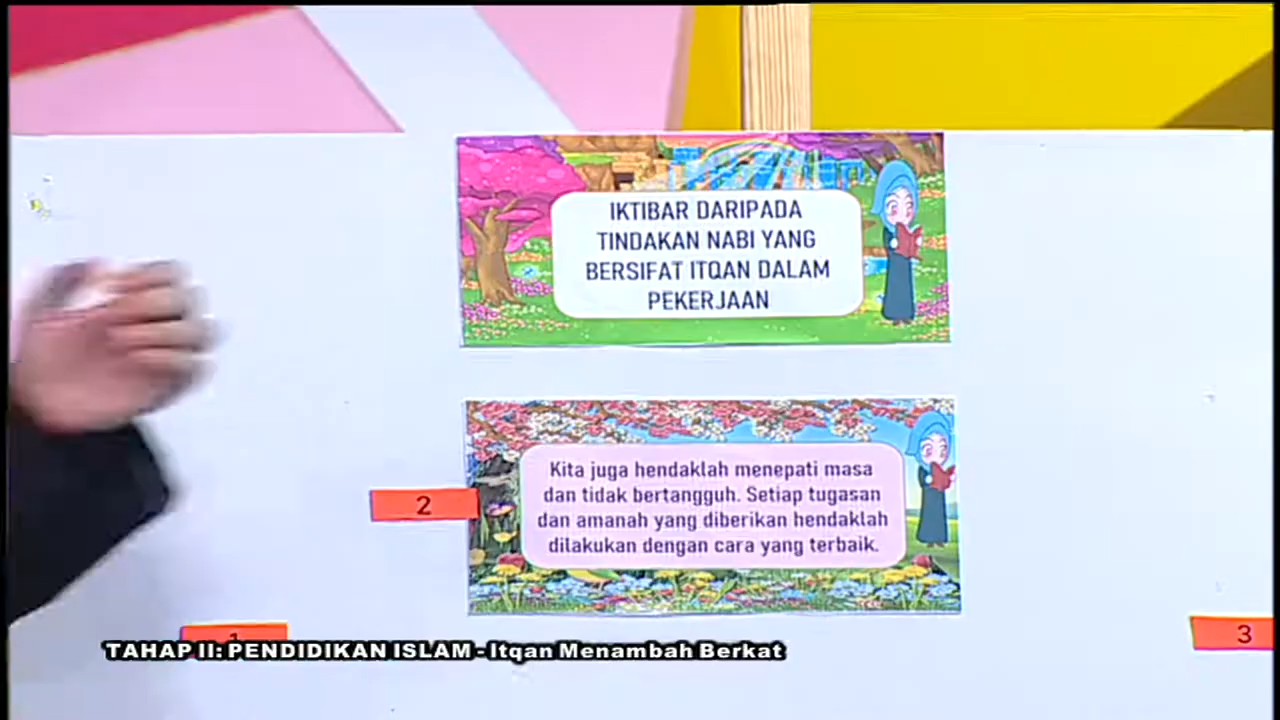 IKTIBAR DARIPADA
TINDAKAN NABI YANG
BERSIFAT ITQAN DALAM
PEKERJAAN
Kita juga hendaklah menepati masa
dan tidak bertangguh. Setiap tugasan
dan amanah yang diberikan hendaklah
dilakukan dengan cara yang terbaik.
2
1
3
TAHAP II: PENDIDIKAN ISLAM - Itqan Menambah Berkat